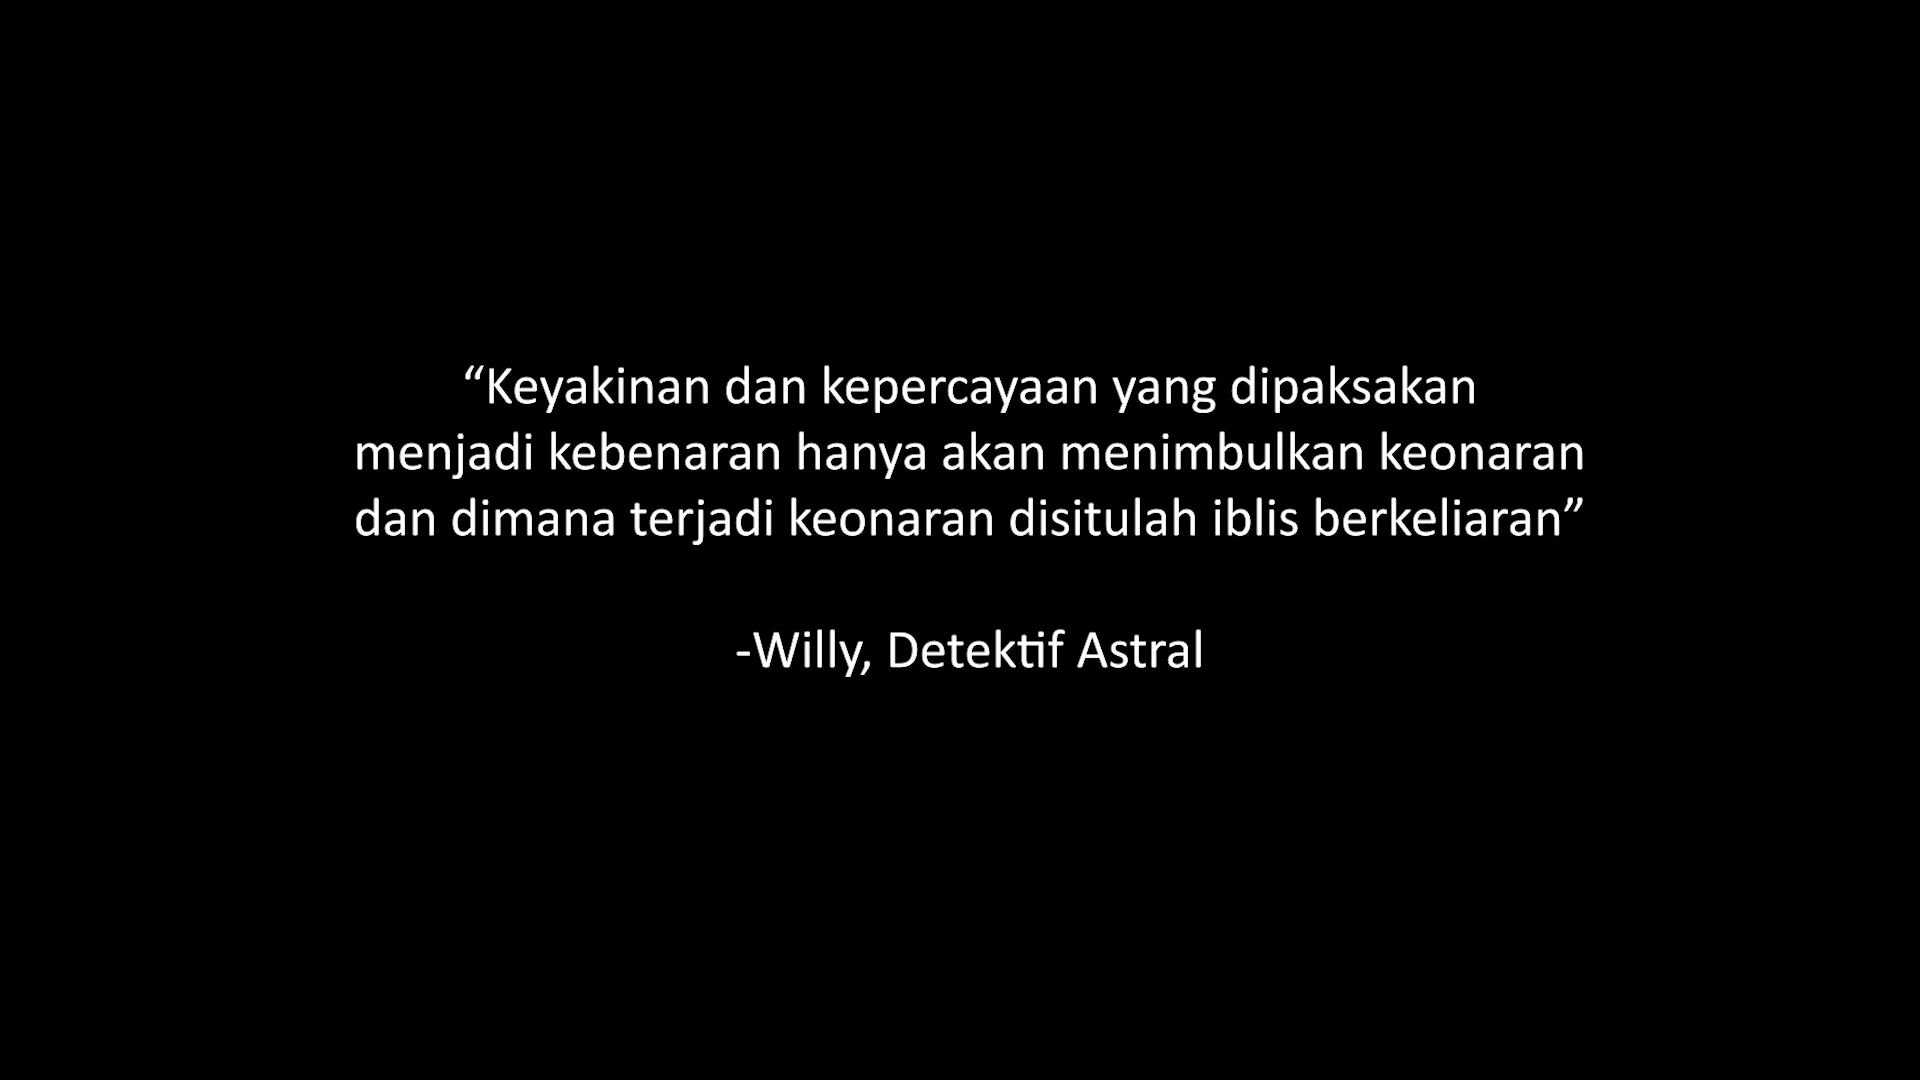 “Keyakinan dan kepercayaan yang dipaksakan
menjadi kebenaran hanya akan menimbulkan keonaran
dan dimana terjadi keonaran disitulah iblis berkeliaran”
-Willy, Detektif Astral